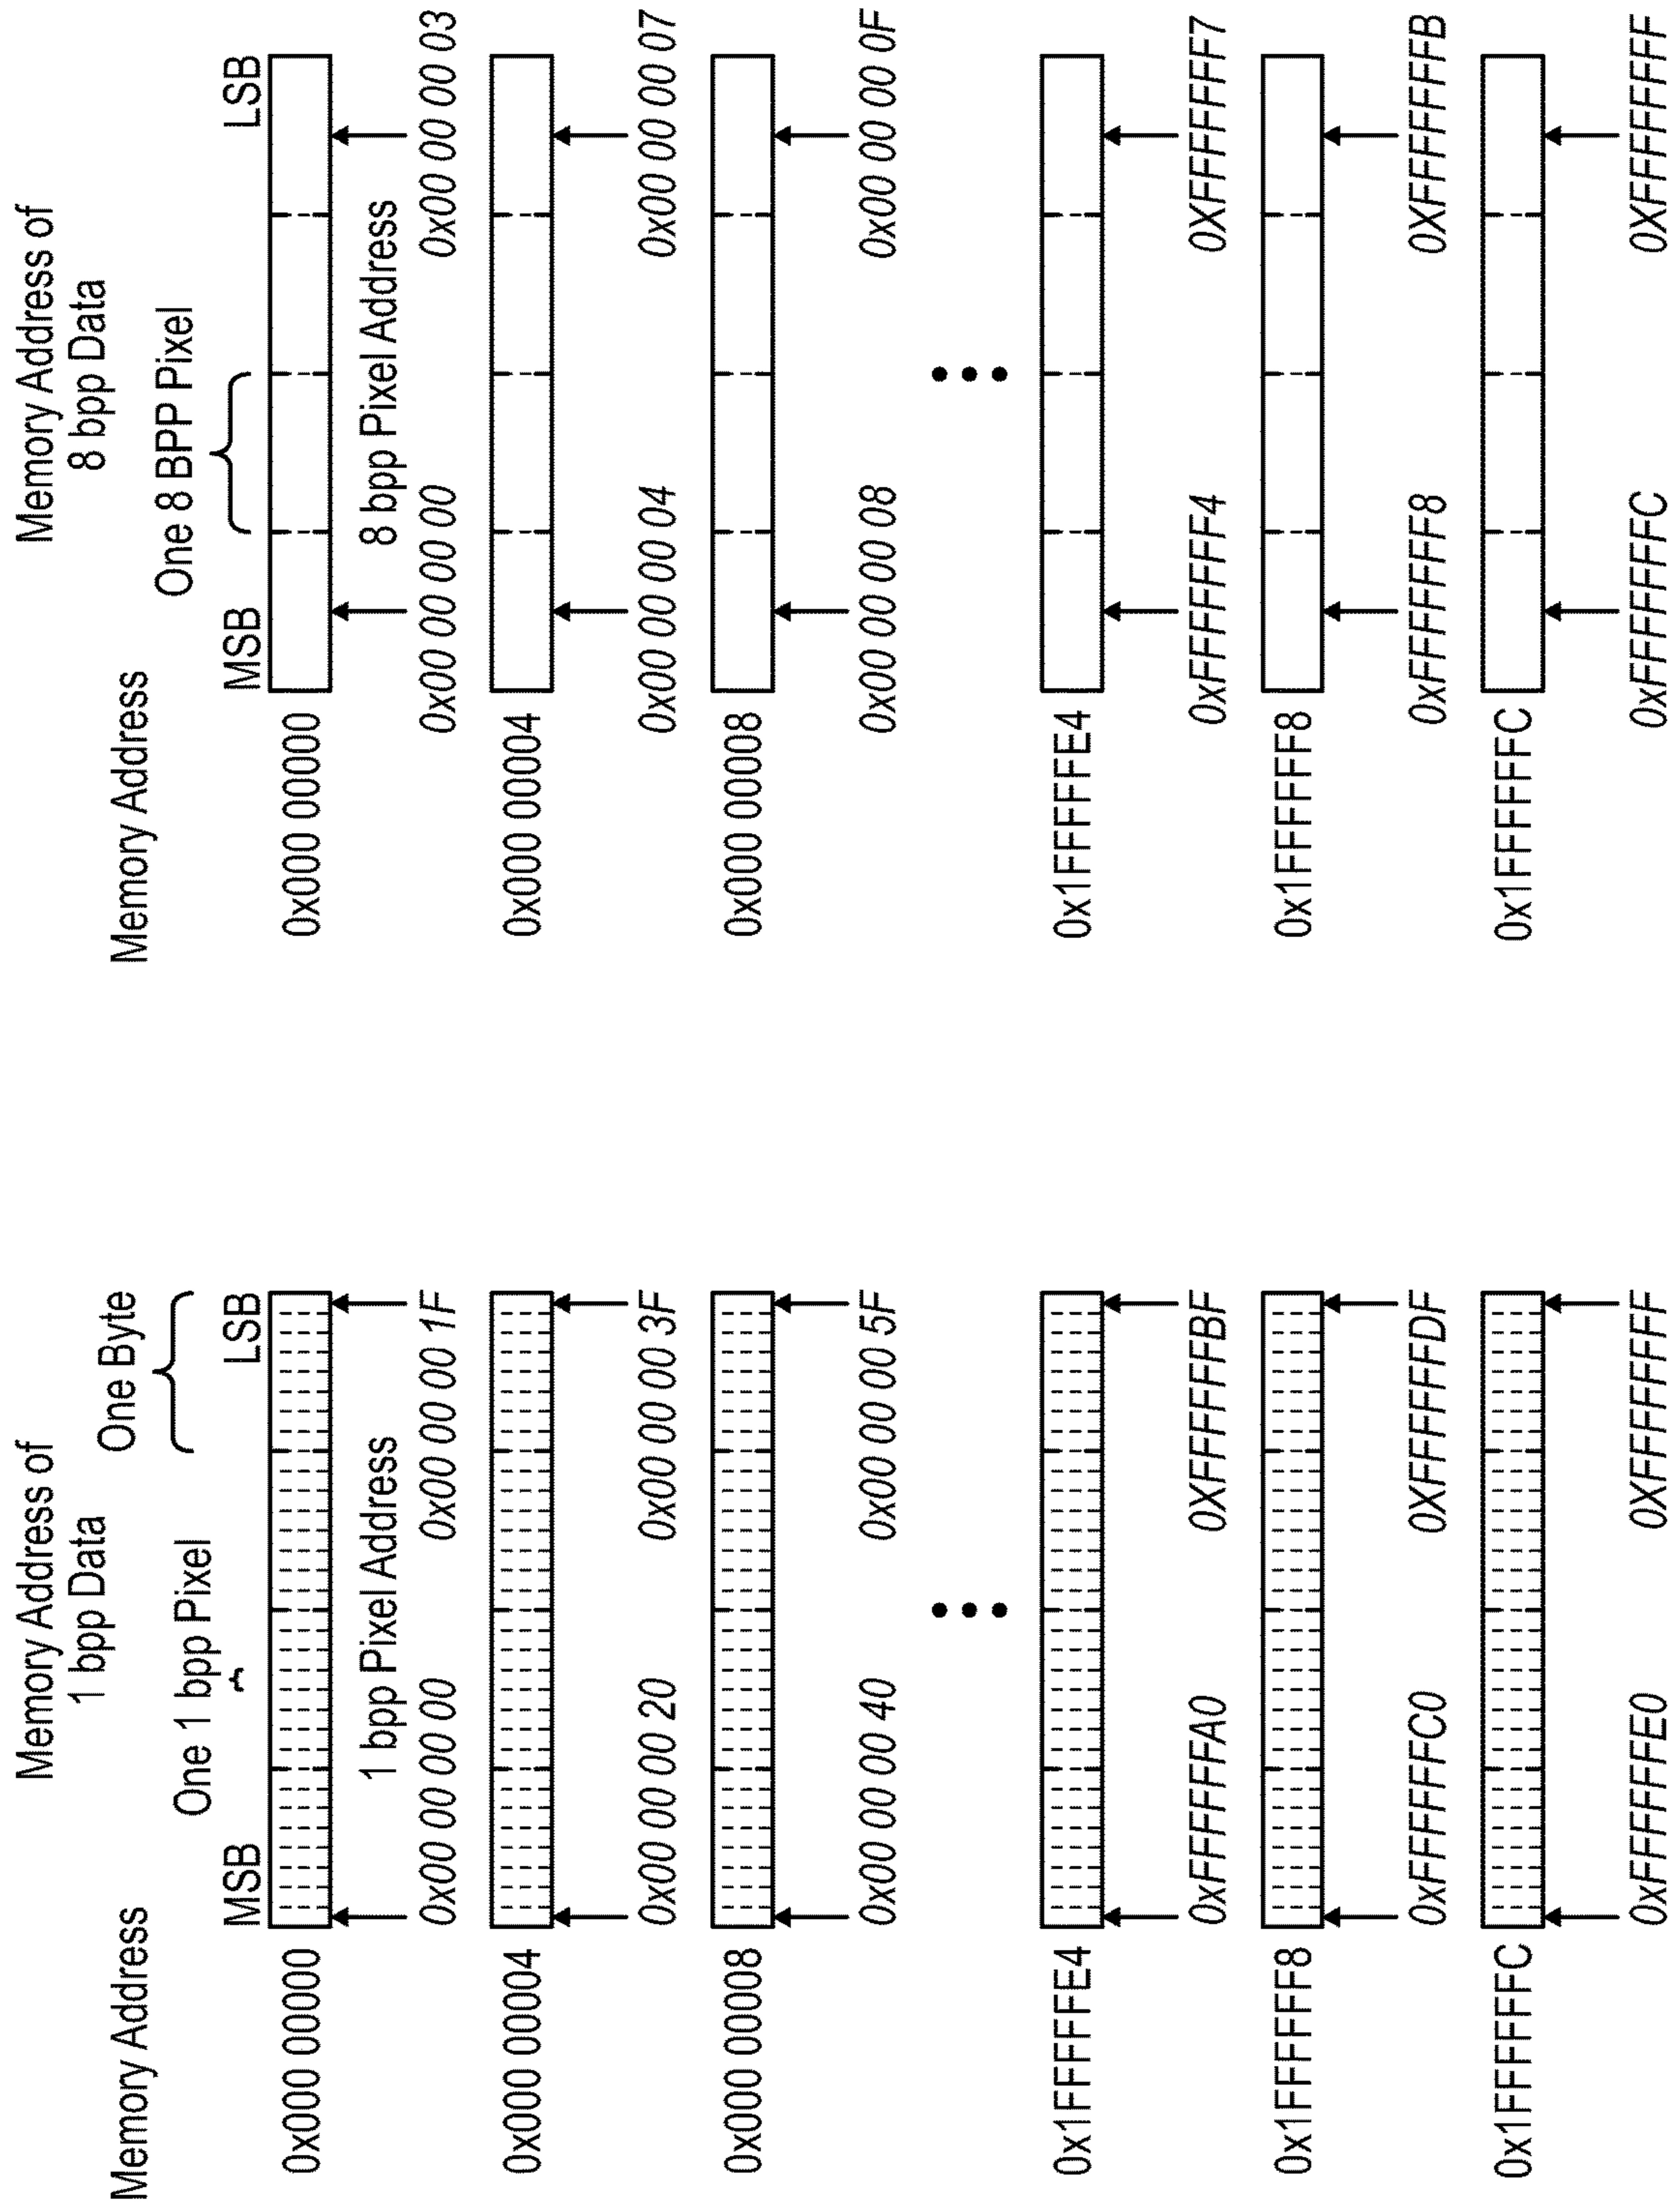 Memory Address of
1 bpp Data
Memory Address
One 1 bpp Pixel
One Byte
MSB
LSB
0x000 00000
1 bpp Pixel Address
0x00 00 00 00
0x00 00 00 1F
0x000 00004
0x00 00 00 20
0x00 00 00 3F
0x000 00008
0x00 00 00 40
0x00 00 00 5F
0x1FFFFFE4
0xFFFFFFA0
0XFFFFFFBF
0x1FFFFFF8
0xFFFFFFC0
0XFFFFFFDF
0x1FFFFFFC
0xFFFFFFE0
0XFFFFFFFF
Memory Address of
8 bpp Data
Memory Address
One 8 BPP Pixel
MSB
LSB
0x000 00000
8 bpp Pixel Address
0x00 00 00 00
0x00 00 00 03
0x000 00004
0x00 00 00 04
0x00 00 00 07
0x000 00008
0x00 00 00 08
0x00 00 00 0F
0x1FFFFFE4
0xFFFFFFF4
0XFFFFFFF7
0x1FFFFFF8
0xFFFFFFF8
0XFFFFFFFB
0x1FFFFFFC
0xFFFFFFFC
0XFFFFFFFF